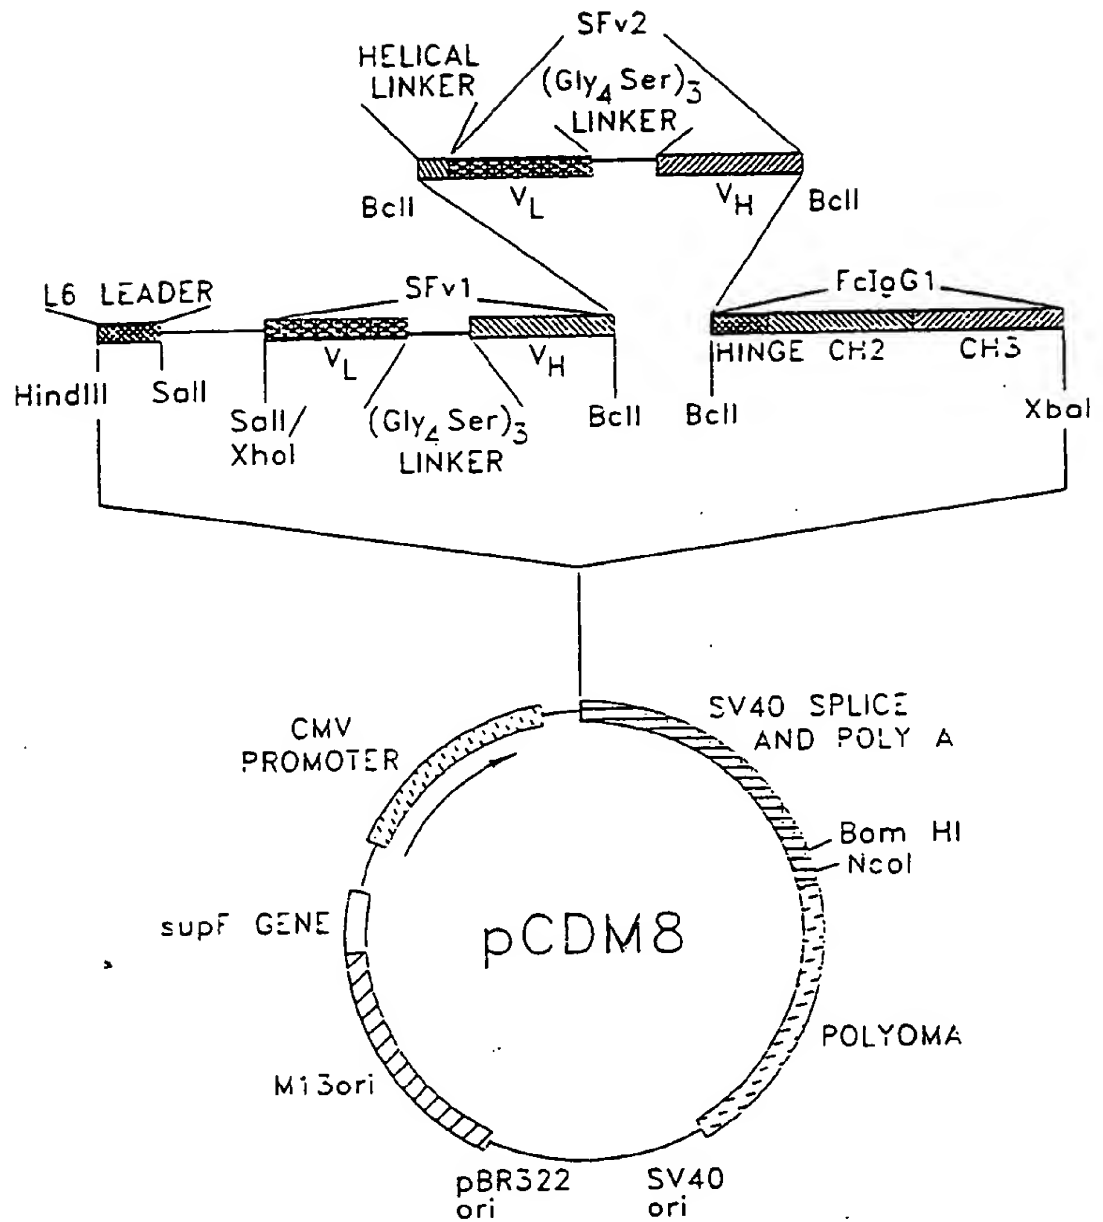 SFv2
HELICAL
LINKER
(Gly4 Ser)3
LINKER
BclI
VL
VH
BclI
L6 LEADER
SFv1
FcIgG1
VL
VH
HINGE CH2 CH3
HindIII
SalI
SalI/
XhoI
(Gly4 Ser)3
LINKER
BclI
BclI
XbaI
CMV
PROMOTER
SV40 SPLICE
AND POLY A
Bam HI
NcoI
supF GENE
pCDM8
POLYOMA
M13ori
pBR322
ori
SV40
ori